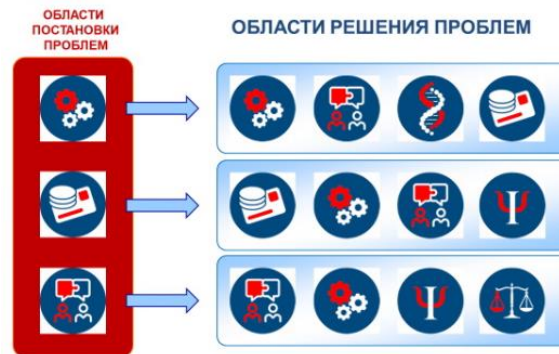 ОБЛАСТИ
ПОСТАНОВКИ
ПРОБЛЕМ
ОБЛАСТИ РЕШЕНИЯ ПРОБЛЕМ